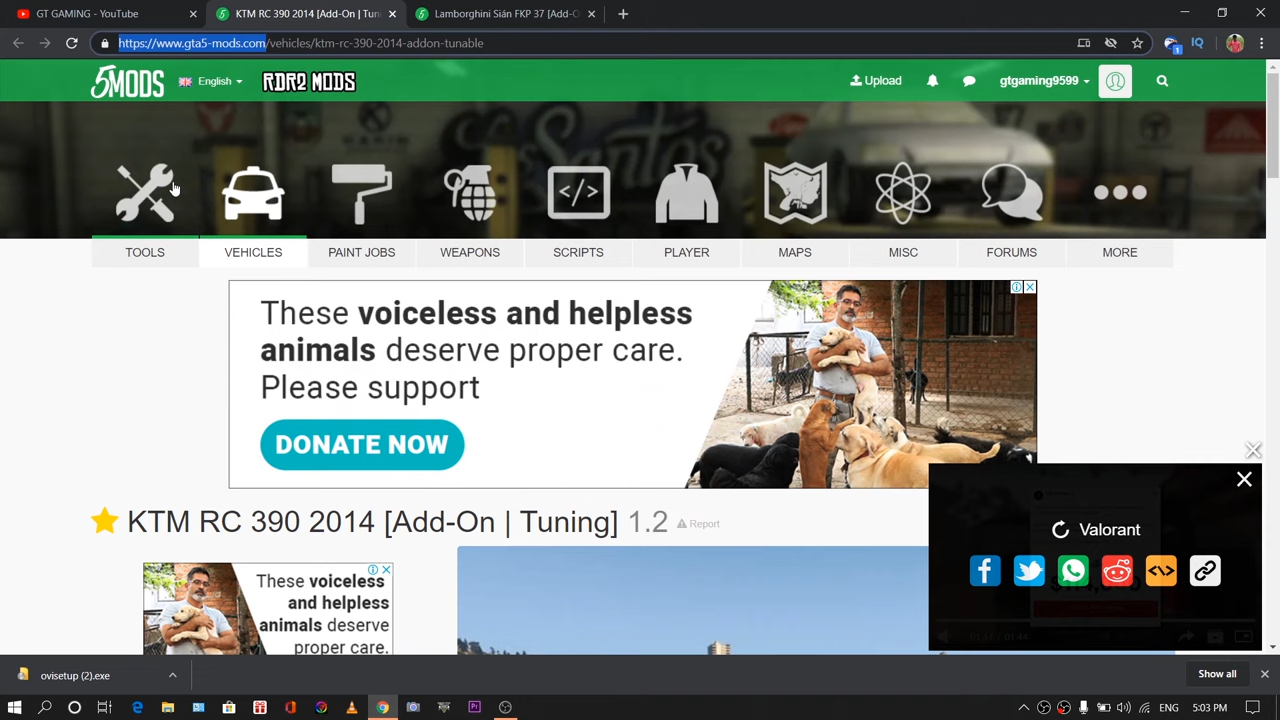 GT GAMING - YouTube
KTM RC 390 2014 [Add-On | Tuni
Lamborghini Sián FKP 37 [Add-O
https://www.gta5-mods.com/vehicles/ktm-rc-390-2014-addon-tunable
1
IQ
5MODS
English
RDR2 MODS
Upload
gtgaming9599
TOOLS
VEHICLES
PAINT JOBS
WEAPONS
SCRIPTS
PLAYER
MAPS
MISC
FORUMS
MORE
These voiceless and helpless
animals deserve proper care.
Please support
DONATE NOW
KTM RC 390 2014 [Add-On | Tuning] 1.2
Report
These voiceless
and helpless
animals deserve
proper care.
Valorant
ovisetup (2).exe
Show all
ENG
5:03 PM